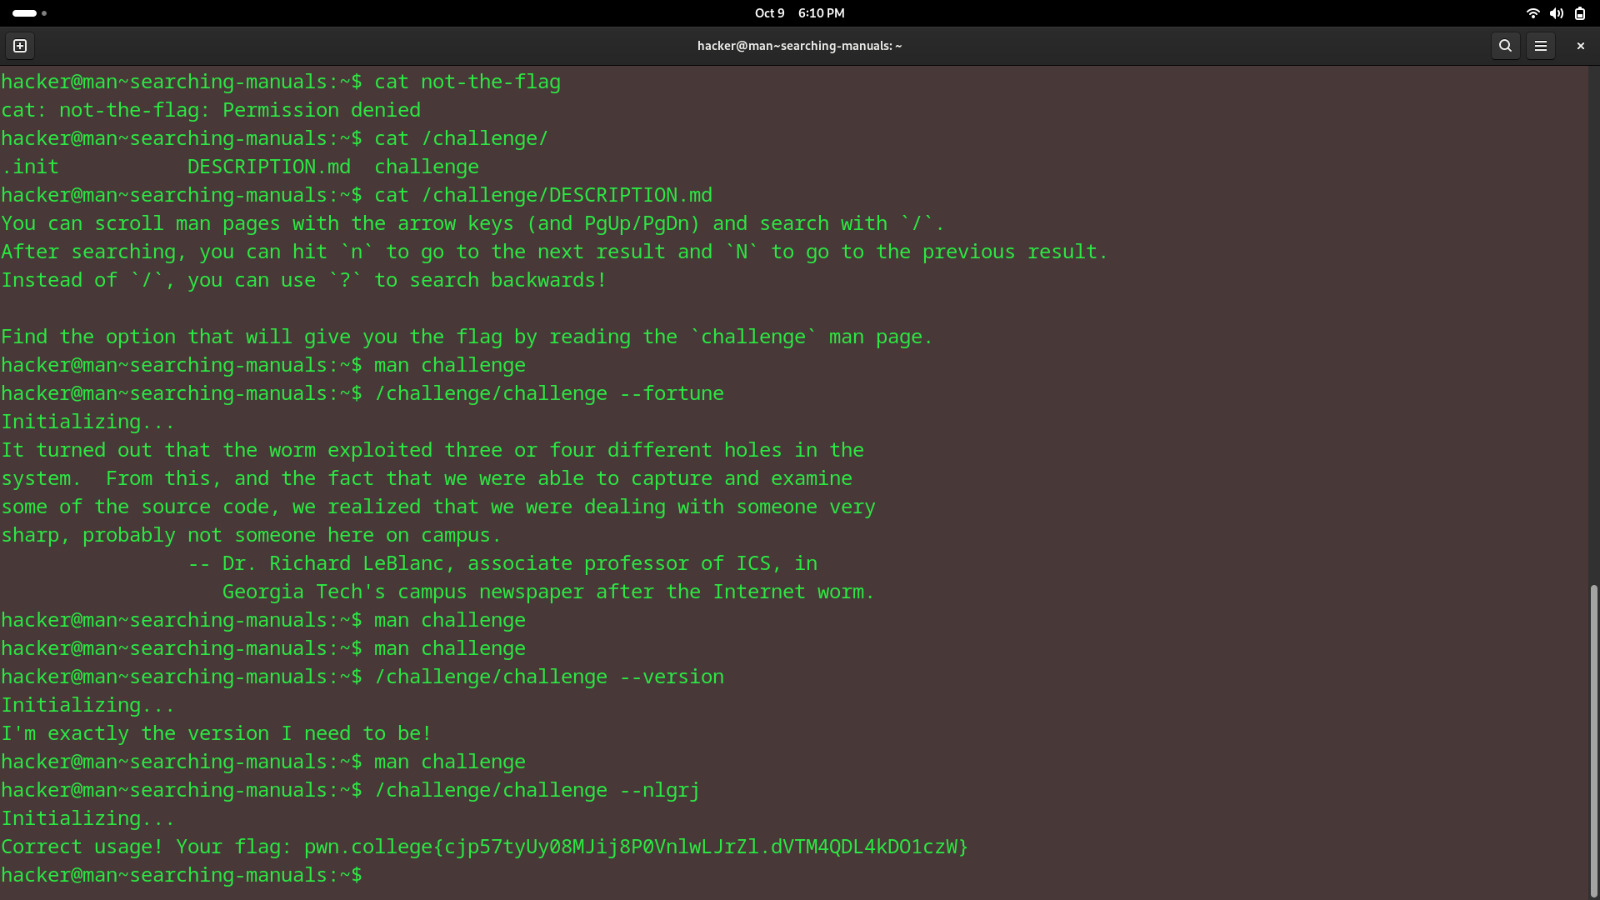 Oct 9 6:10 PM
hacker@man~searching-manuals: ~
hacker@man~searching-manuals:~$ cat not-the-flag
cat: not-the-flag: Permission denied
hacker@man~searching-manuals:~$ cat /challenge/
.init           DESCRIPTION.md  challenge
hacker@man~searching-manuals:~$ cat /challenge/DESCRIPTION.md
You can scroll man pages with the arrow keys (and PgUp/PgDn) and search with `/`.
After searching, you can hit `n` to go to the next result and `N` to go to the previous result.
Instead of `/`, you can use `?` to search backwards!

Find the option that will give you the flag by reading the `challenge` man page.
hacker@man~searching-manuals:~$ man challenge
hacker@man~searching-manuals:~$ /challenge/challenge --fortune
Initializing...
It turned out that the worm exploited three or four different holes in the
system.  From this, and the fact that we were able to capture and examine
some of the source code, we realized that we were dealing with someone very
sharp, probably not someone here on campus.
                -- Dr. Richard LeBlanc, associate professor of ICS, in
                   Georgia Tech's campus newspaper after the Internet worm.
hacker@man~searching-manuals:~$ man challenge
hacker@man~searching-manuals:~$ man challenge
hacker@man~searching-manuals:~$ /challenge/challenge --version
Initializing...
I'm exactly the version I need to be!
hacker@man~searching-manuals:~$ man challenge
hacker@man~searching-manuals:~$ /challenge/challenge --nlgrj
Initializing...
Correct usage! Your flag: pwn.college{cjp57tyUy08MJij8P0VnlwLJrZl.dVTM4QDL4kDO1czW}
hacker@man~searching-manuals:~$